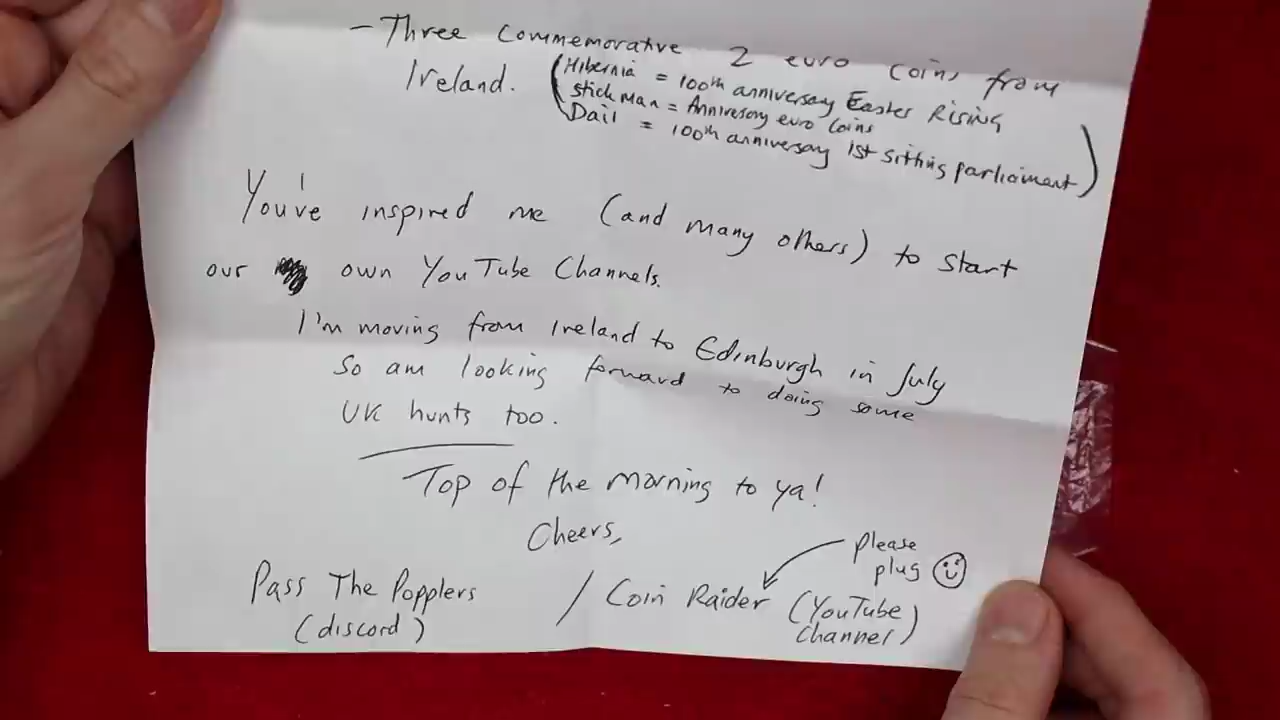 - Three Commemorative 2 euro coins from
Ireland. (Hibernia = 100th anniversary Easter Rising
stickman = Anniversary euro coins
Dail = 100th anniversary 1st sitting parliament)
You've inspired me (and many others) to start
our own YouTube Channels.
I'm moving from Ireland to Edinburgh in July
so am looking forward to doing some
UK hunts too.
Top of the morning to ya!
Cheers,
please
plug
Pass The Popplers / Coin Raider (YouTube
(discord) Channel)